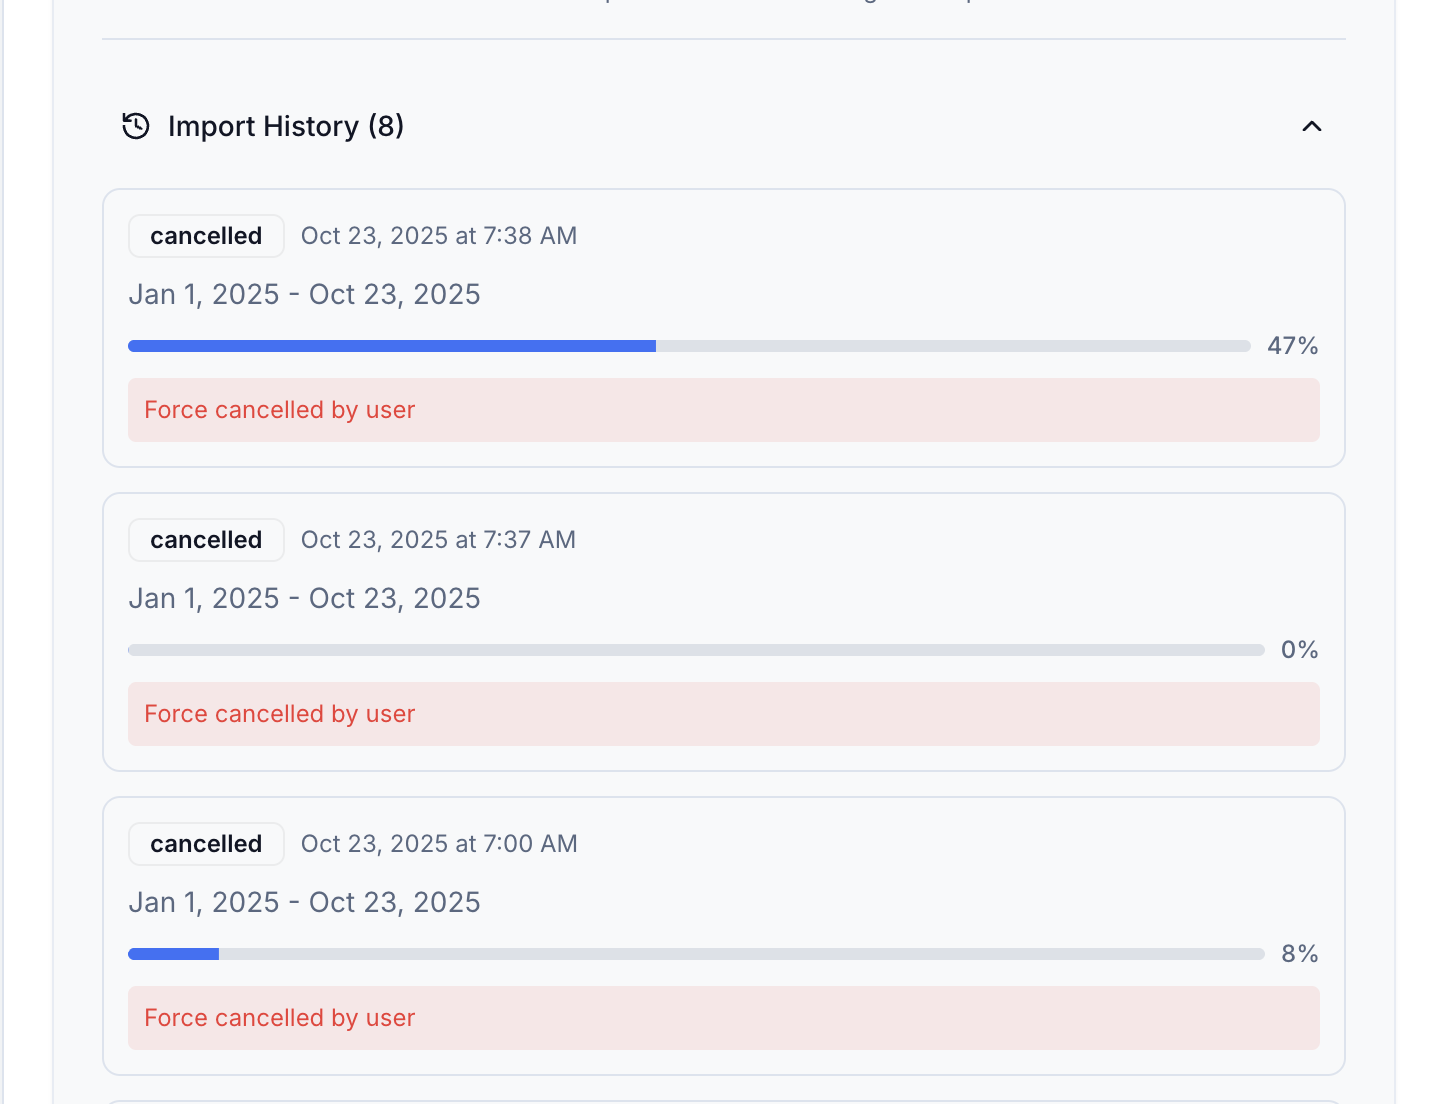 Import History (8)
cancelled Oct 23, 2025 at 7:38 AM
Jan 1, 2025 - Oct 23, 2025
47%
Force cancelled by user
cancelled Oct 23, 2025 at 7:37 AM
Jan 1, 2025 - Oct 23, 2025
0%
Force cancelled by user
cancelled Oct 23, 2025 at 7:00 AM
Jan 1, 2025 - Oct 23, 2025
8%
Force cancelled by user